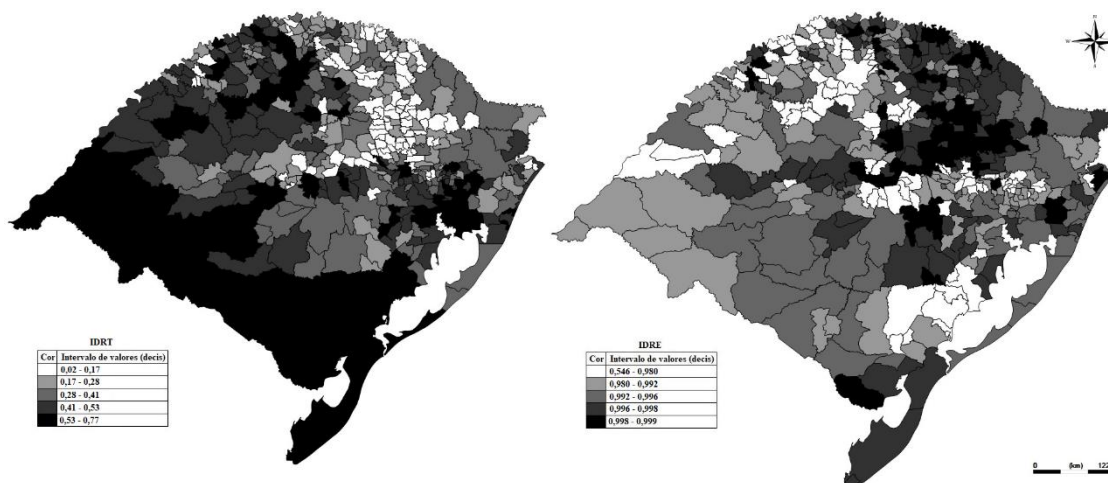 IDRT
Cor Intervalo de valores (decis)
0,02 - 0,17
0,17 - 0,28
0,28 - 0,41
0,41 - 0,53
0,53 - 0,77
IDRE
Cor Intervalo de valores (decis)
0,546 - 0,980
0,980 - 0,992
0,992 - 0,996
0,996 - 0,998
0,998 - 0,999
0 (km) 122